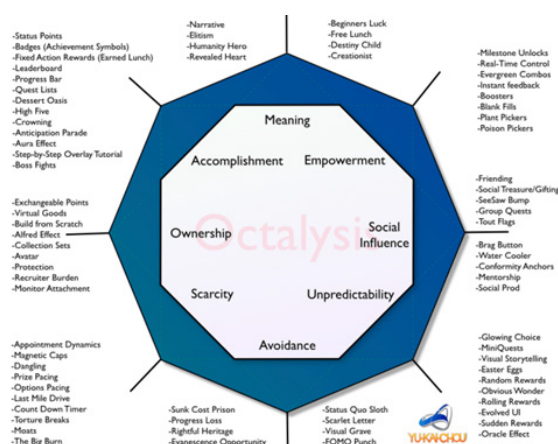 -Narrative
-Elitism
-Humanity Hero
-Revealed Heart
-Beginners Luck
-Free Lunch
-Destiny Child
-Creationist
-Status Points
-Badges (Achievement Symbols)
-Fixed Action Rewards (Earned Lunch)
-Leaderboard
-Progress Bar
-Quest Lists
-Dessert Oasis
-High Five
-Crowning
-Anticipation Parade
-Aura Effect
-Step-by-Step Overlay Tutorial
-Boss Fights
-Milestone Unlocks
-Real-Time Control
-Evergreen Combos
-Instant feedback
-Boosters
-Blank Fills
-Plant Pickers
-Poison Pickers
Meaning
Accomplishment
Empowerment
-Exchangeable Points
-Virtual Goods
-Build from Scratch
-Alfred Effect
-Collection Sets
-Avatar
-Protection
-Recruiter Burden
-Monitor Attachment
Ownership
Octalysis
Social
Influence
-Friending
-Social Treasure/Gifting
-SeeSaw Bump
-Group Quests
-Tout Flags
-Brag Button
-Water Cooler
-Conformity Anchors
-Mentorship
-Social Prod
Scarcity
Unpredictability
Avoidance
-Appointment Dynamics
-Magnetic Caps
-Dangling
-Prize Pacing
-Options Pacing
-Last Mile Drive
-Count Down Timer
-Torture Breaks
-Moats
-The Big Burn
-Sunk Cost Prison
-Progress Loss
-Rightful Heritage
-Evanescence Opportunity
-Status Quo Sloth
-Scarlet Letter
-Visual Grave
-FOMO Punch
YUKAICHOU
-Glowing Choice
-MiniQuests
-Visual Storytelling
-Easter Eggs
-Random Rewards
-Obvious Wonder
-Rolling Rewards
-Evolved UI
-Sudden Rewards
-Oracle Effect